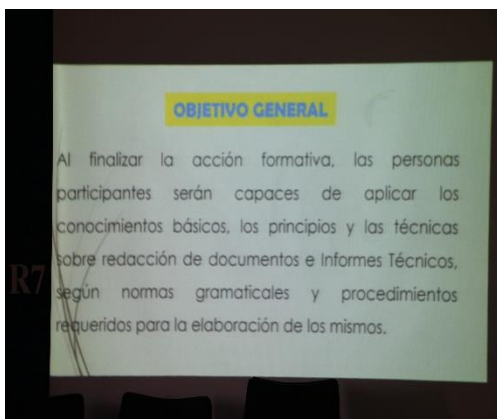 OBJETIVO GENERAL
Al finalizar la acción formativa, las personas
participantes serán capaces de aplicar los
conocimientos básicos, los principios y las técnicas
sobre redacción de documentos e Informes Técnicos,
según normas gramaticales y procedimientos
requeridos para la elaboración de los mismos.
R7